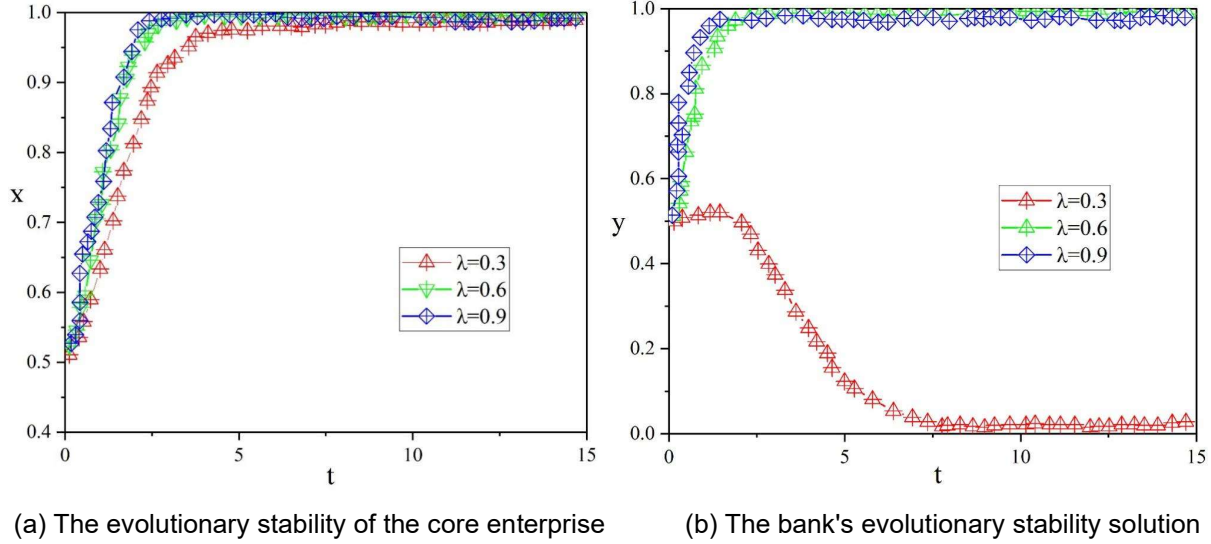 1.0
0.9
0.8
x
0.7
0.6
0.5
0.4
0
5
10
15
t
λ=0.3
λ=0.6
λ=0.9
(a) The evolutionary stability of the core enterprise
1.0
0.8
0.6
y
0.4
0.2
0.0
0
5
10
15
t
λ=0.3
λ=0.6
λ=0.9
(b) The bank's evolutionary stability solution